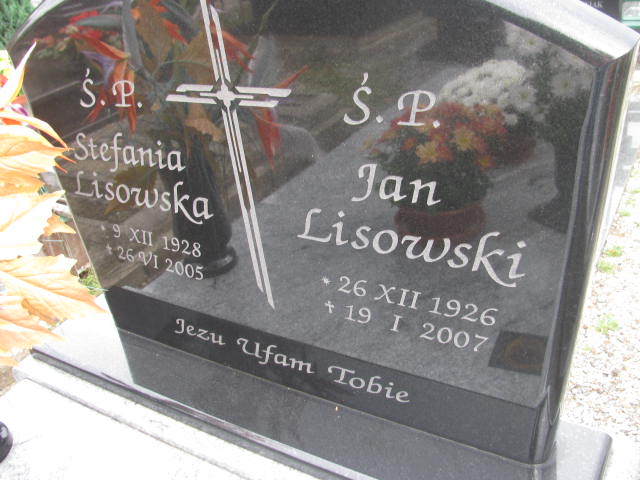 Ś.P.
Stefania
Lisowska
* 9 XII 1928
+ 26 VI 2005
Ś.P.
Jan
Lisowski
* 26 XII 1926
+ 19 I 2007
Jezu Ufam Tobie